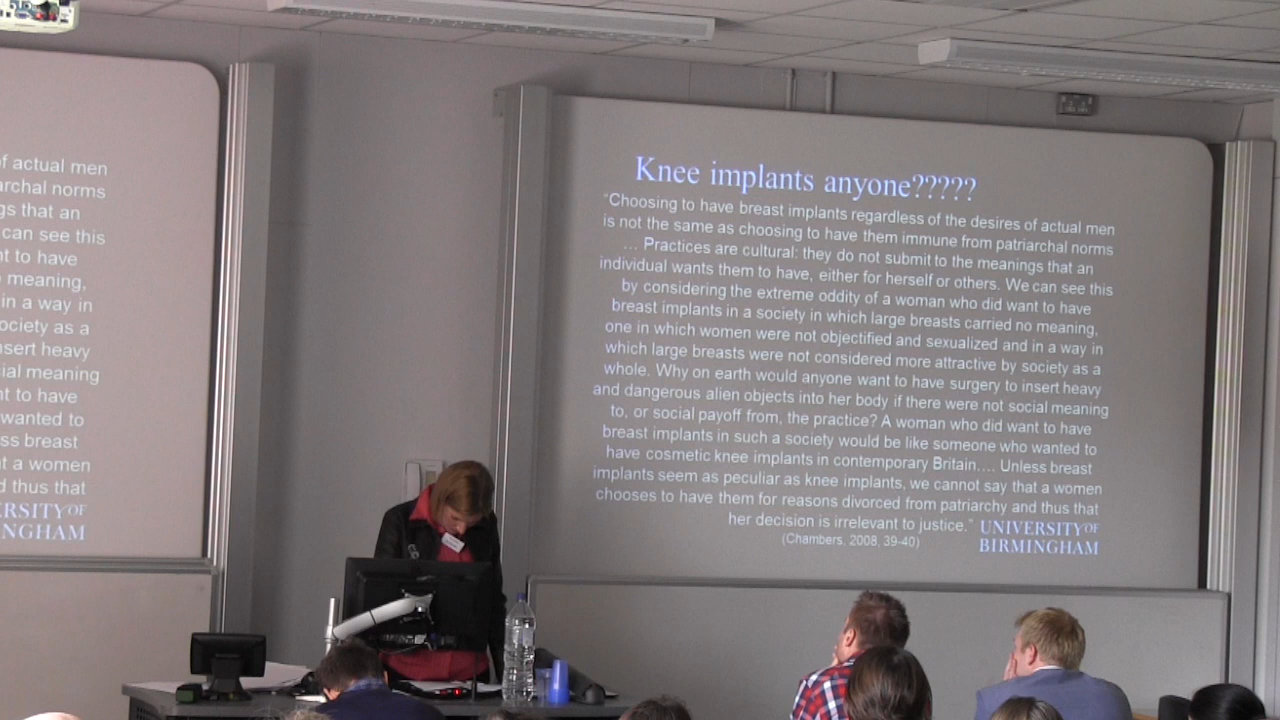 of actual men
archal norms
gs that an
can see this
nt to have
meaning,
in a way in
ociety as a
nsert heavy
ial meaning
t to have
wanted to
ss breast
t a women
d thus that
RSITYOF
NGHAM
Knee implants anyone?????
"Choosing to have breast implants regardless of the desires of actual men
is not the same as choosing to have them immune from patriarchal norms
… Practices are cultural: they do not submit to the meanings that an
individual wants them to have, either for herself or others. We can see this
by considering the extreme oddity of a woman who did want to have
breast implants in a society in which large breasts carried no meaning,
one in which women were not objectified and sexualized and in a way in
which large breasts were not considered more attractive by society as a
whole. Why on earth would anyone want to have surgery to insert heavy
and dangerous alien objects into her body if there were not social meaning
to, or social payoff from, the practice? A woman who did want to have
breast implants in such a society would be like someone who wanted to
have cosmetic knee implants in contemporary Britain…. Unless breast
implants seem as peculiar as knee implants, we cannot say that a women
chooses to have them for reasons divorced from patriarchy and thus that
her decision is irrelevant to justice."
(Chambers, 2008, 39-40)
UNIVERSITYOF
BIRMINGHAM